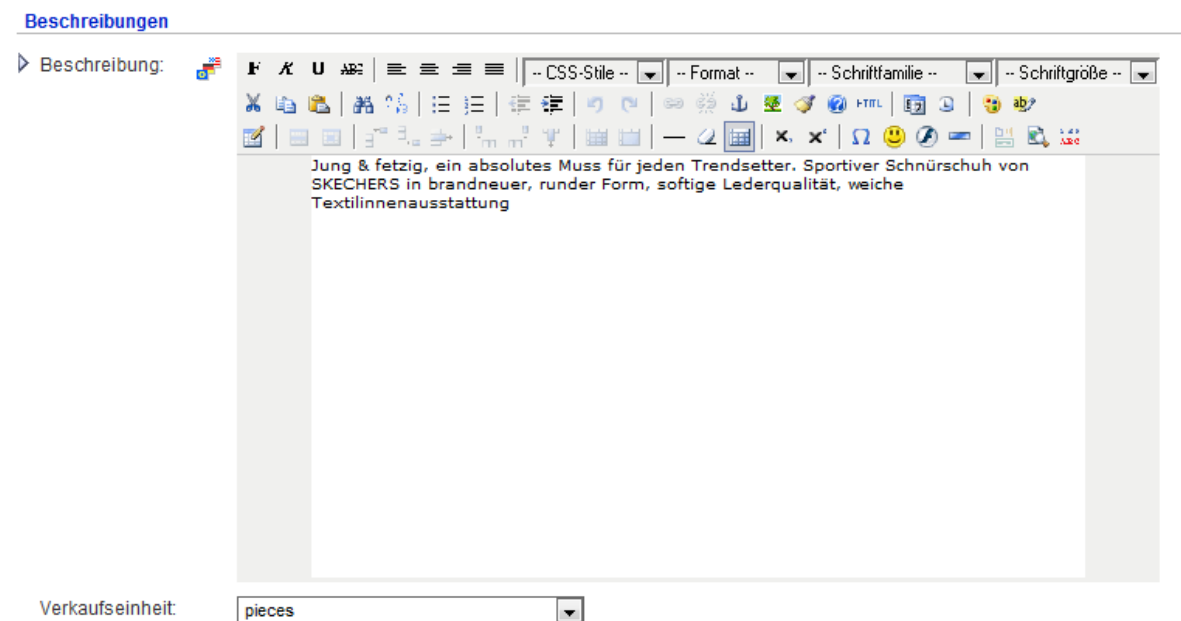 Beschreibungen
Beschreibung:
F K U ABC -- CSS-Stile -- -- Format -- -- Schriftfamilie -- -- Schriftgröße --
HTML
Jung & fetzig, ein absolutes Muss für jeden Trendsetter. Sportiver Schnürschuh von
SKECHERS in brandneuer, runder Form, softige Lederqualität, weiche
Textilinnenausstattung
Verkaufseinheit:
pieces